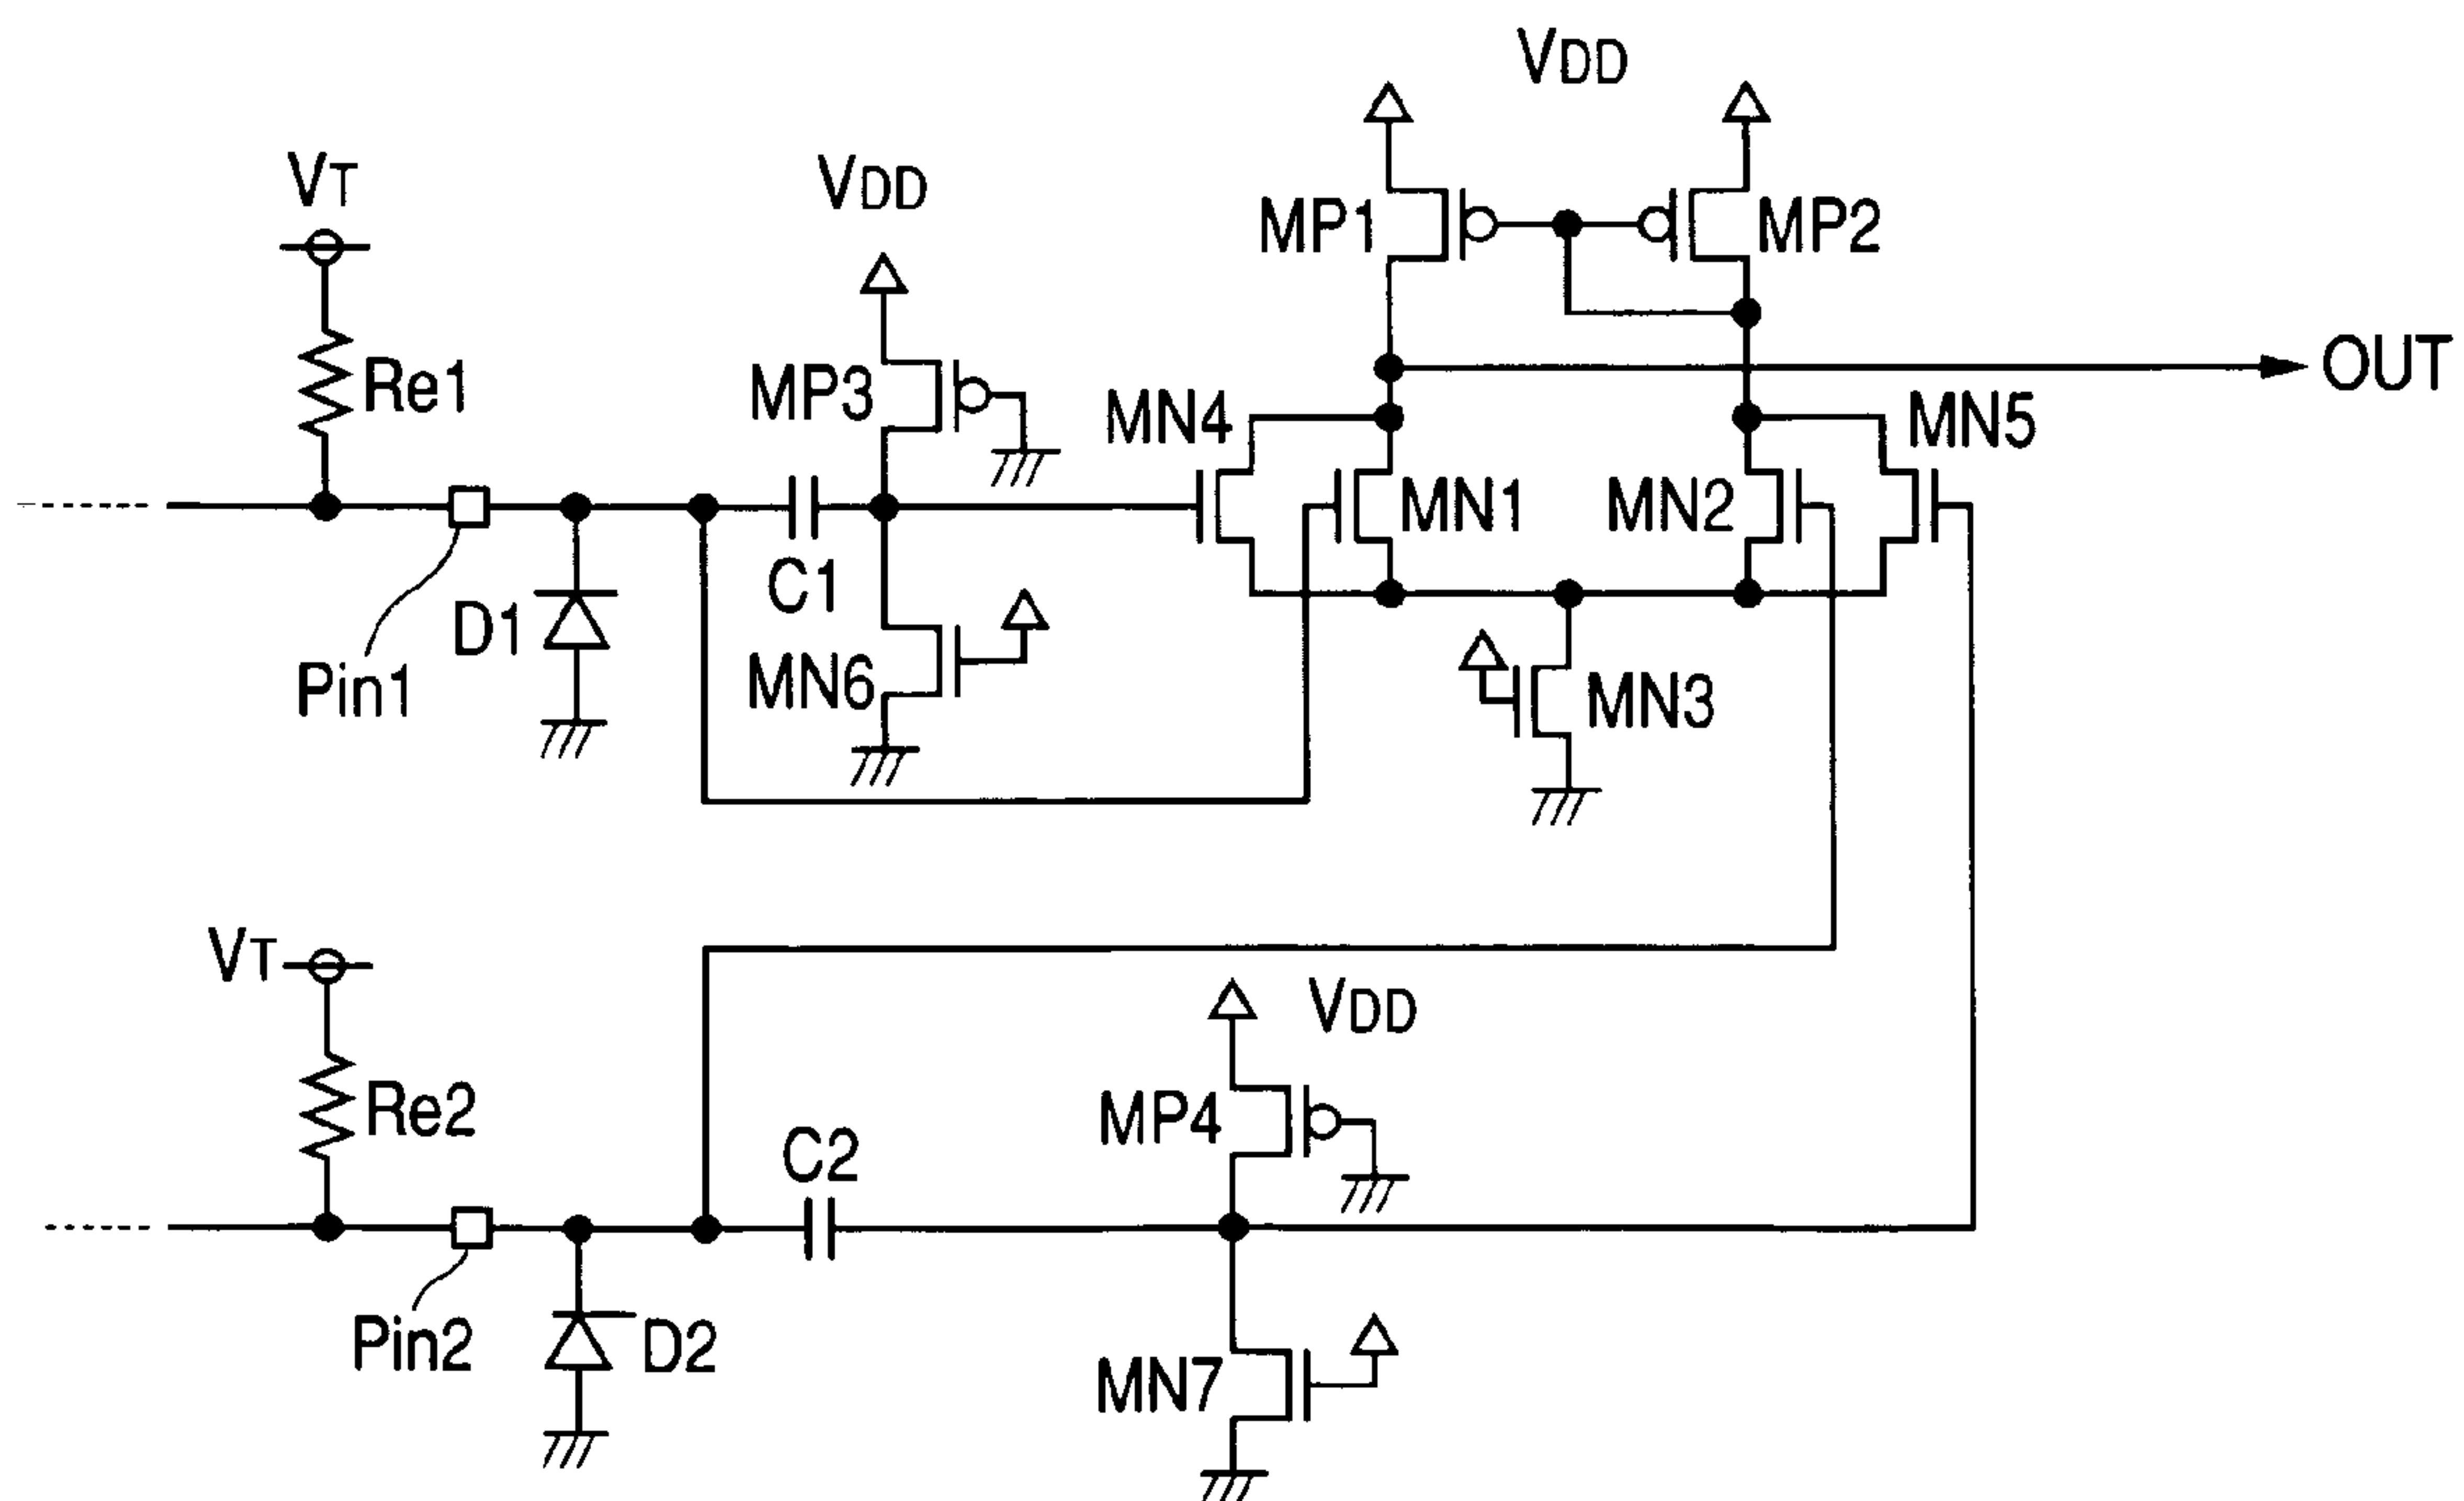 VDD
VT
VDD
MP1
MP2
Re1
MP3
OUT
MN4
MN5
MN1
MN2
C1
D1
Pin1
MN6
MN3
VT
VDD
Re2
MP4
C2
Pin2
D2
MN7